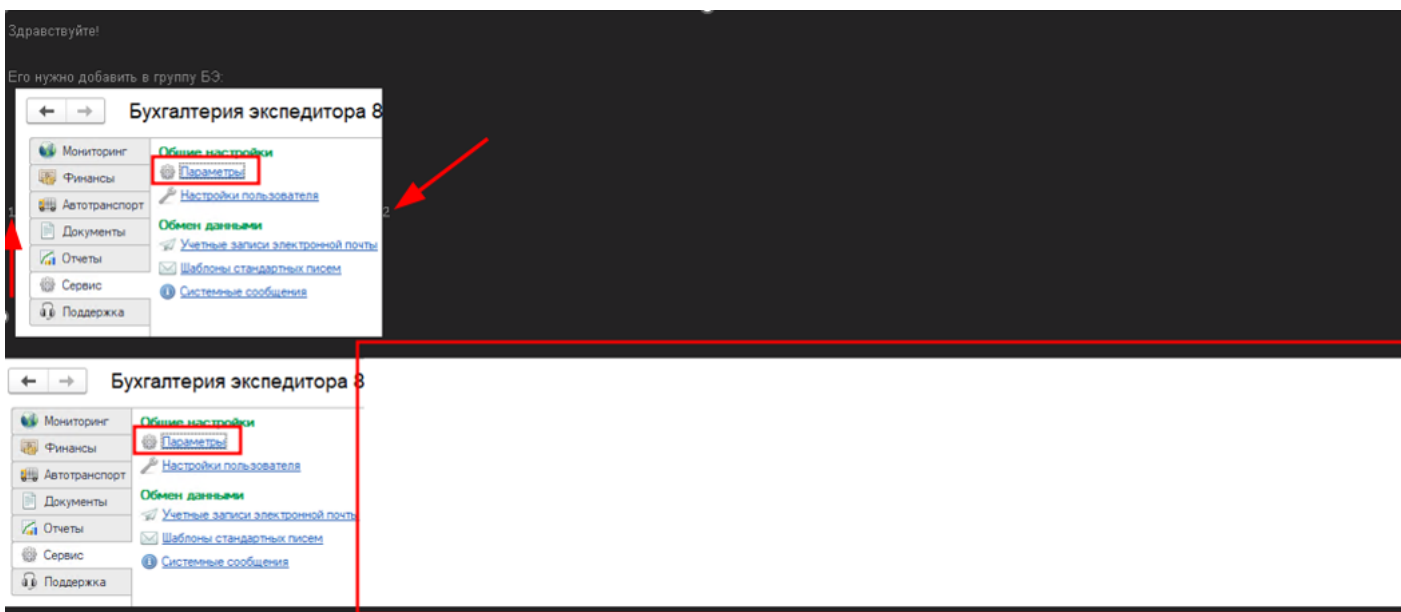 Здравствуйте!
Его нужно добавить в группу БЭ:
Бухгалтерия экспедитора 8
Мониторинг
Финансы
Автотранспорт
Документы
Отчеты
Сервис
Поддержка
Общие настройки
Параметры
Настройки пользователя
Обмен данными
Учетные записи электронной почты
Шаблоны стандартных писем
Системные сообщения
1
2
Бухгалтерия экспедитора 8
Мониторинг
Финансы
Автотранспорт
Документы
Отчеты
Сервис
Поддержка
Общие настройки
Параметры
Настройки пользователя
Обмен данными
Учетные записи электронной почты
Шаблоны стандартных писем
Системные сообщения